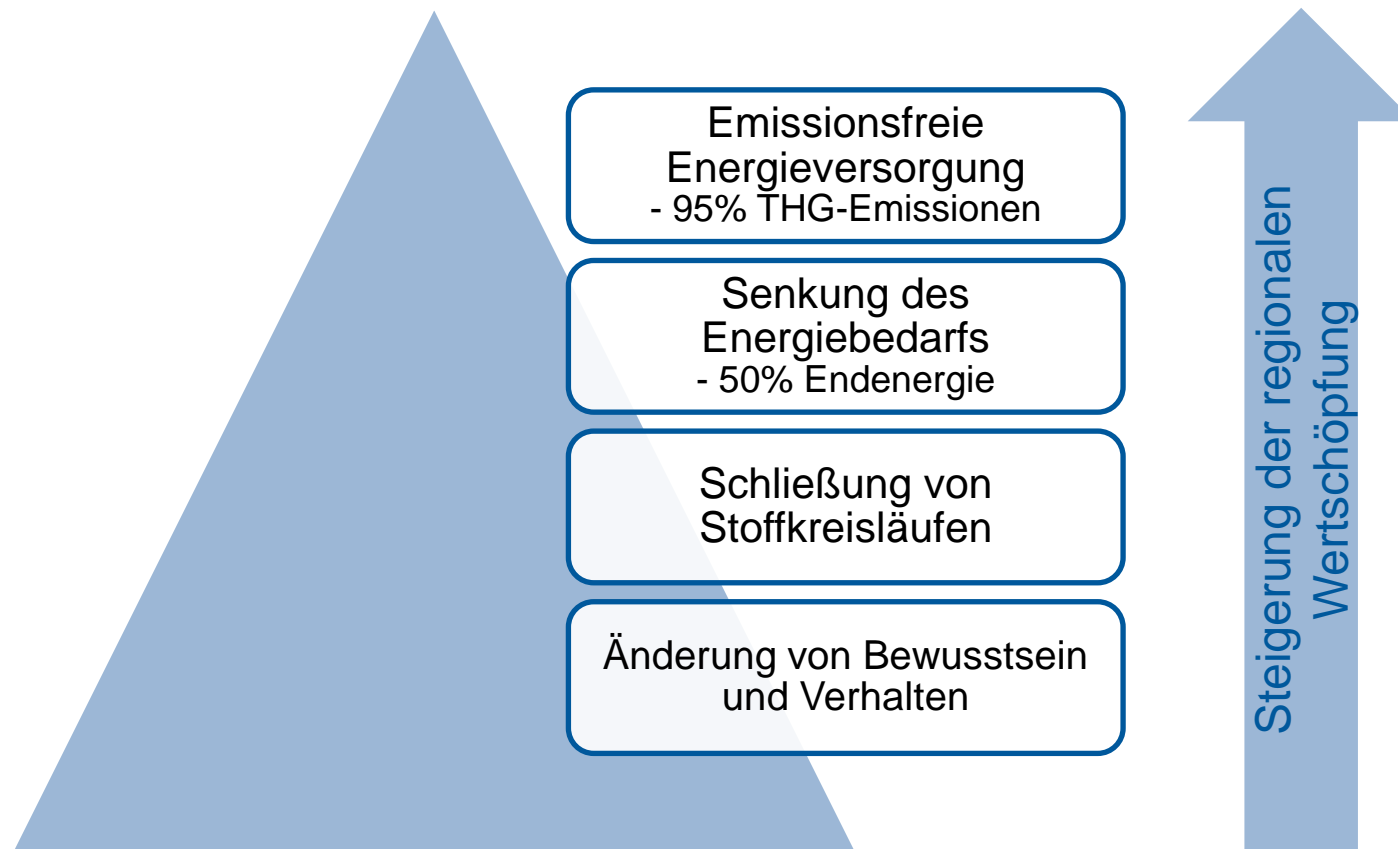 Emissionsfreie
Energieversorgung
- 95% THG-Emissionen
Senkung des
Energiebedarfs
- 50% Endenergie
Schließung von
Stoffkreisläufen
Änderung von Bewusstsein
und Verhalten
Steigerung der regionalen
Wertschöpfung